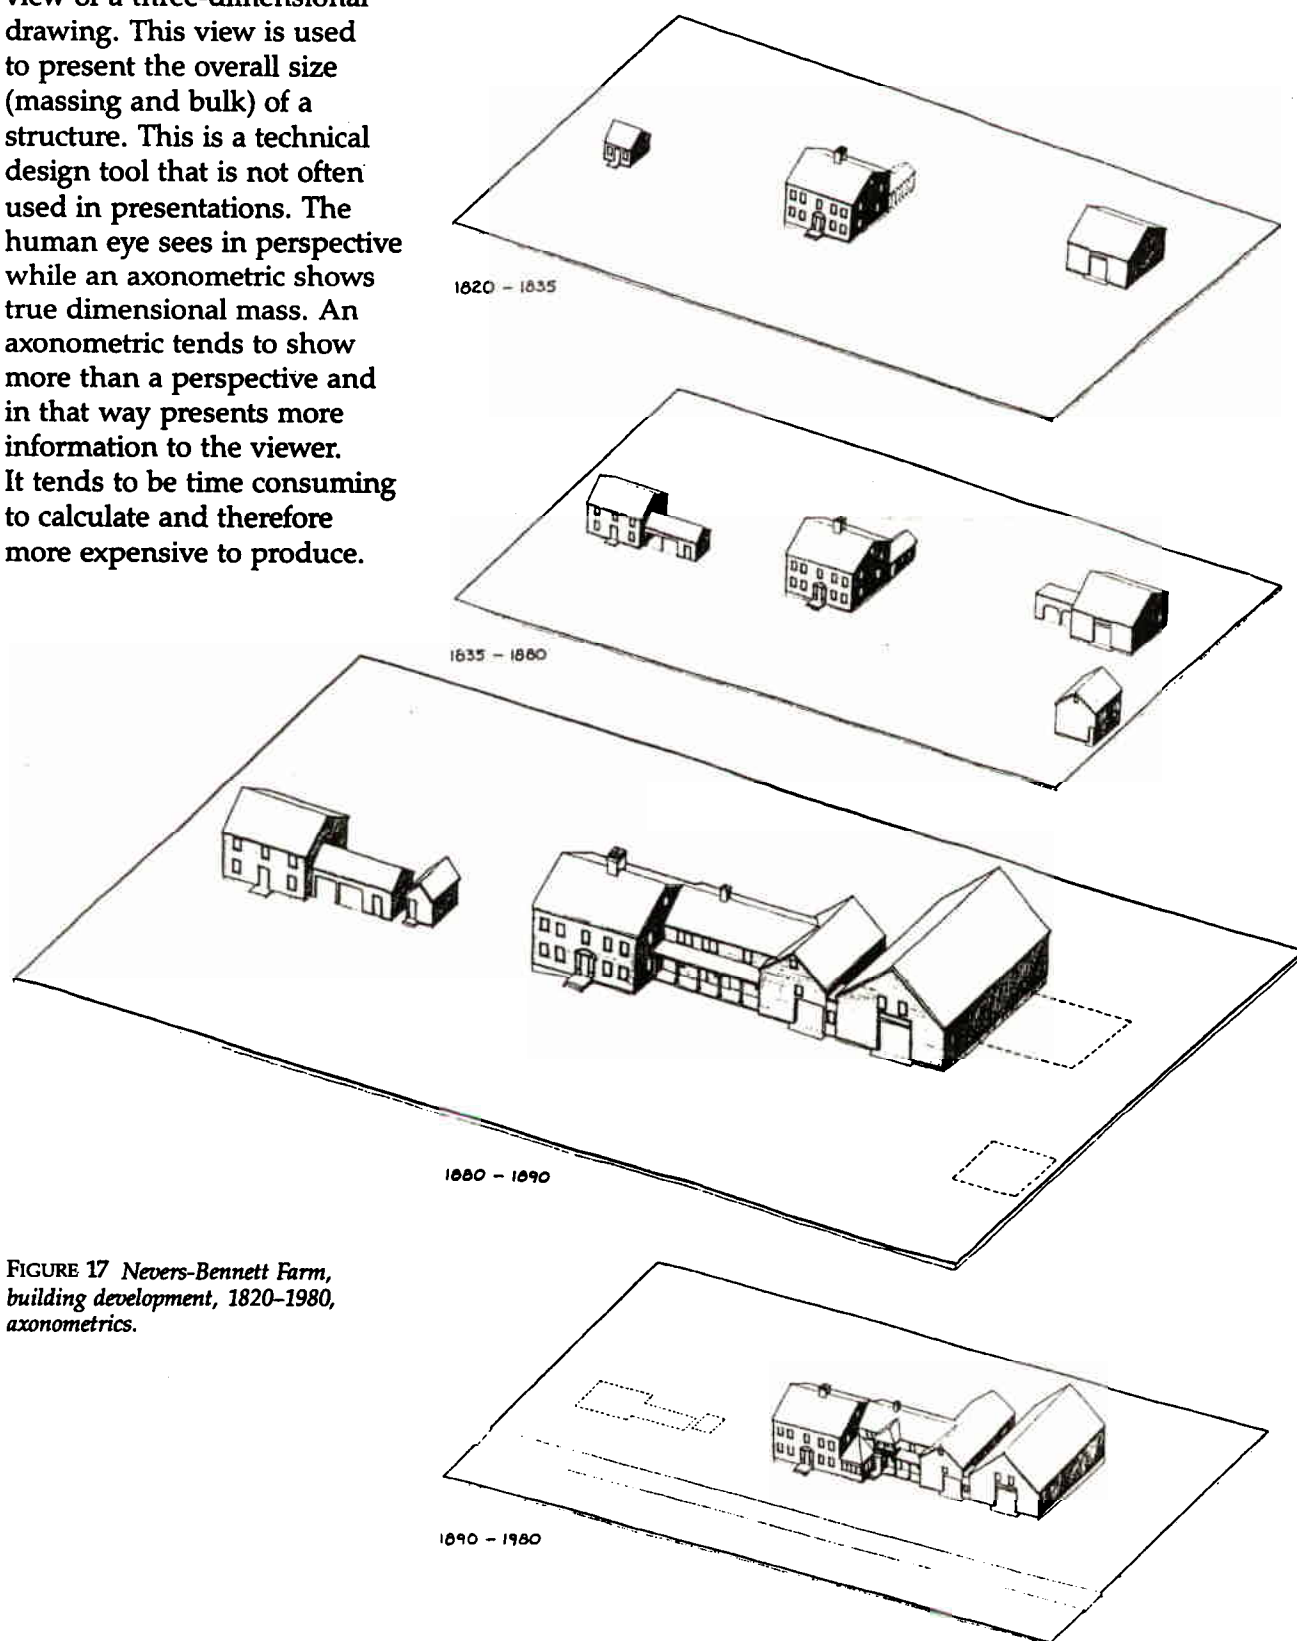 view of a three-dimensional
drawing. This view is used
to present the overall size
(massing and bulk) of a
structure. This is a technical
design tool that is not often
used in presentations. The
human eye sees in perspective
while an axonometric shows
true dimensional mass. An
axonometric tends to show
more than a perspective and
in that way presents more
information to the viewer.
It tends to be time consuming
to calculate and therefore
more expensive to produce.
1820 – 1835
1835 – 1880
1880 – 1890
FIGURE 17 Nevers-Bennett Farm,
building development, 1820–1980,
axonometrics.
1890 – 1980